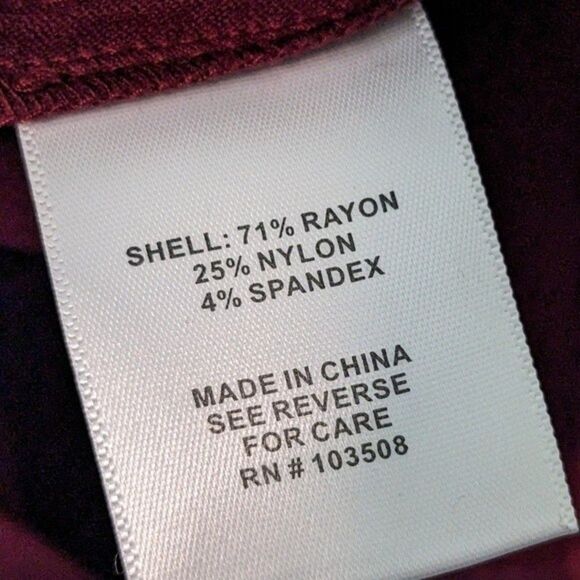 SHELL: 71% RAYON
25% NYLON
4% SPANDEX
MADE IN CHINA
SEE REVERSE
FOR CARE
RN # 103508